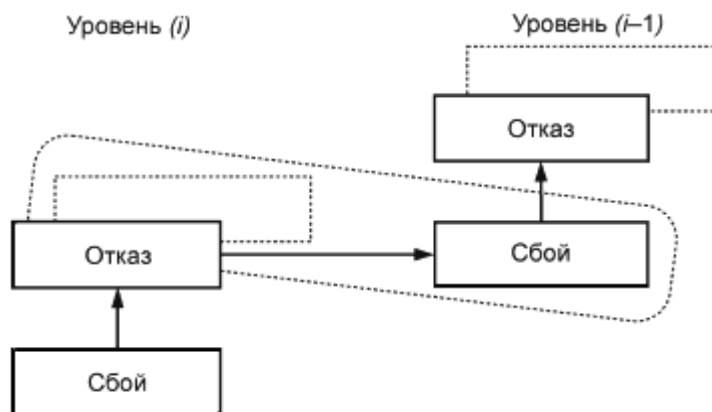 Уровень (i)
Уровень (i–1)
Отказ
Отказ
Сбой
Сбой